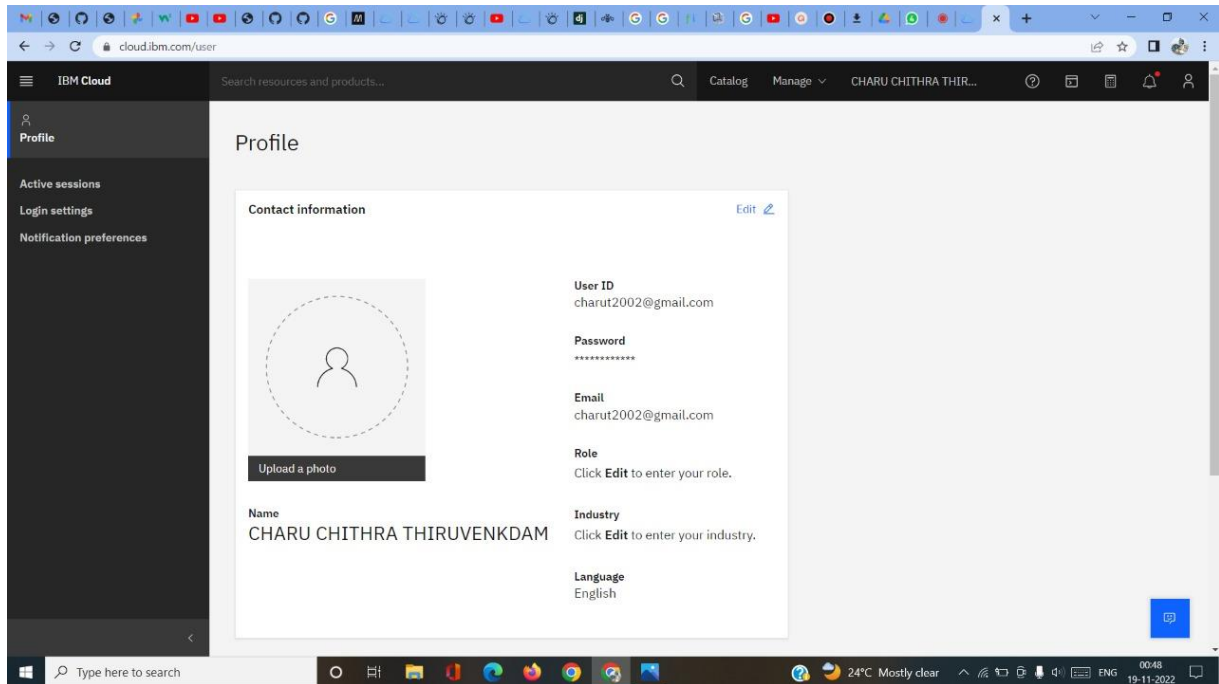 cloud.ibm.com/user
IBM Cloud
Search resources and products...
Catalog
Manage
CHARU CHITHRA THIR...
Profile
Active sessions
Login settings
Notification preferences
Profile
Contact information
Edit
Upload a photo
Name
CHARU CHITHRA THIRUVENKDAM
User ID
charut2002@gmail.com
Password
************
Email
charut2002@gmail.com
Role
Click Edit to enter your role.
Industry
Click Edit to enter your industry.
Language
English
Type here to search
24°C Mostly clear
ENG
00:48
19-11-2022